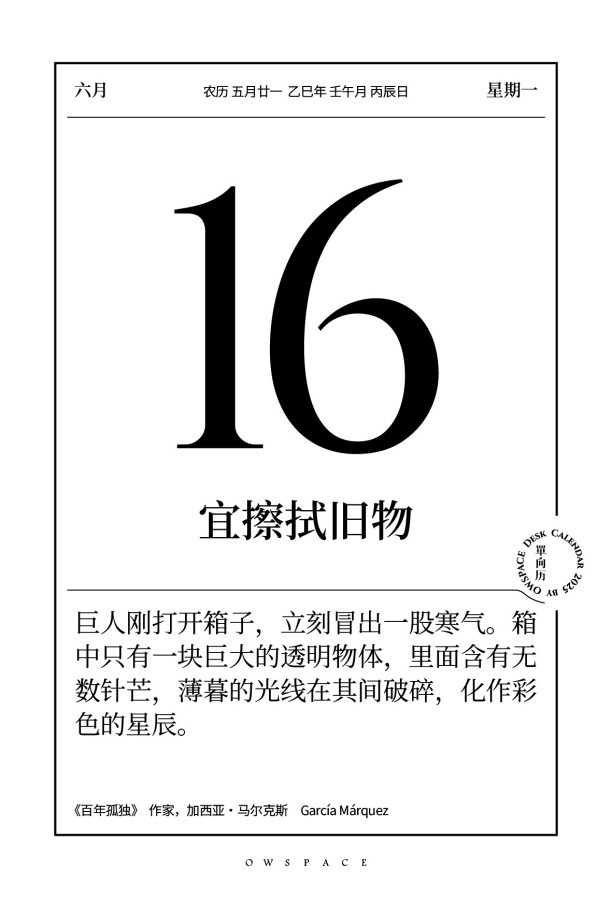 六月
农历 五月廿一 乙巳年 壬午月 丙辰日
星期一
16
宜擦拭旧物
DESK CALENDAR 2025 BY OWSPACE
單向历
巨人刚打开箱子，立刻冒出一股寒气。箱
中只有一块巨大的透明物体，里面含有无
数针芒，薄暮的光线在其间破碎，化作彩
色的星辰。
《百年孤独》 作家，加西亚·马尔克斯 García Márquez
OWSPACE